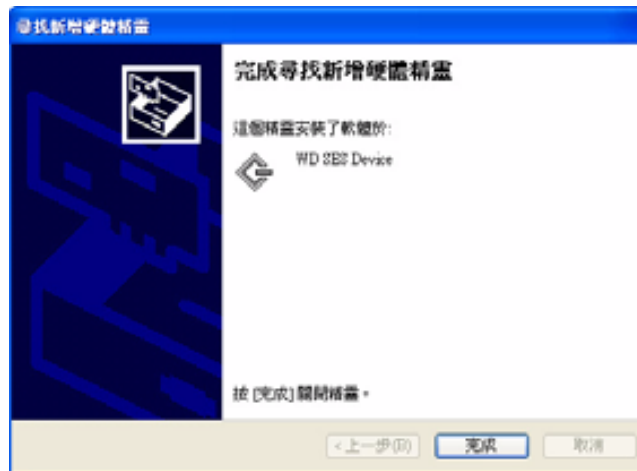 尋找新增硬體精靈
完成尋找新增硬體精靈
這個精靈安裝了軟體於:
WD SES Device
按 [完成] 關閉精靈。
<上一步(B)
完成
取消